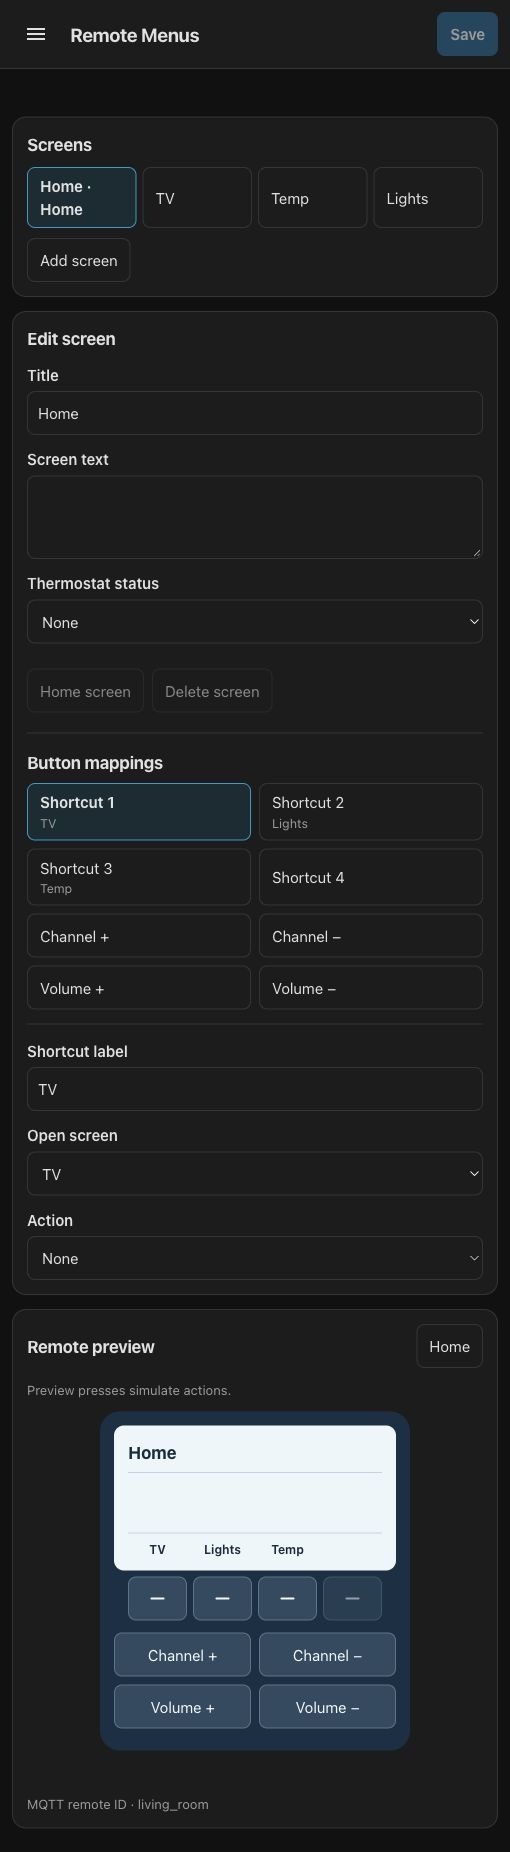 Remote Menus
Save
Screens
Home ·
Home
TV
Temp
Lights
Add screen
Edit screen
Title
Home
Screen text
Thermostat status
None
Home screen
Delete screen
Button mappings
Shortcut 1
TV
Shortcut 2
Lights
Shortcut 3
Temp
Shortcut 4
Channel +
Channel –
Volume +
Volume –
Shortcut label
TV
Open screen
TV
Action
None
Remote preview
Home
Preview presses simulate actions.
Home
TV Lights Temp
Channel +
Channel –
Volume +
Volume –
MQTT remote ID · living_room